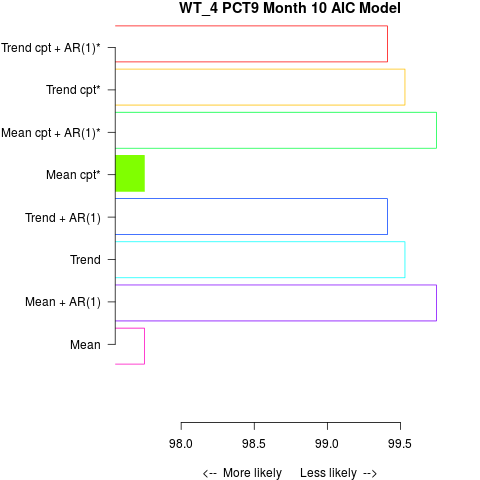 WT_4 PCT9 Month 10 AIC Model
Trend cpt + AR(1)*
Trend cpt*
Mean cpt + AR(1)*
Mean cpt*
Trend + AR(1)
Trend
Mean + AR(1)
Mean
98.0 98.5 99.0 99.5
<-- More likely Less likely -->